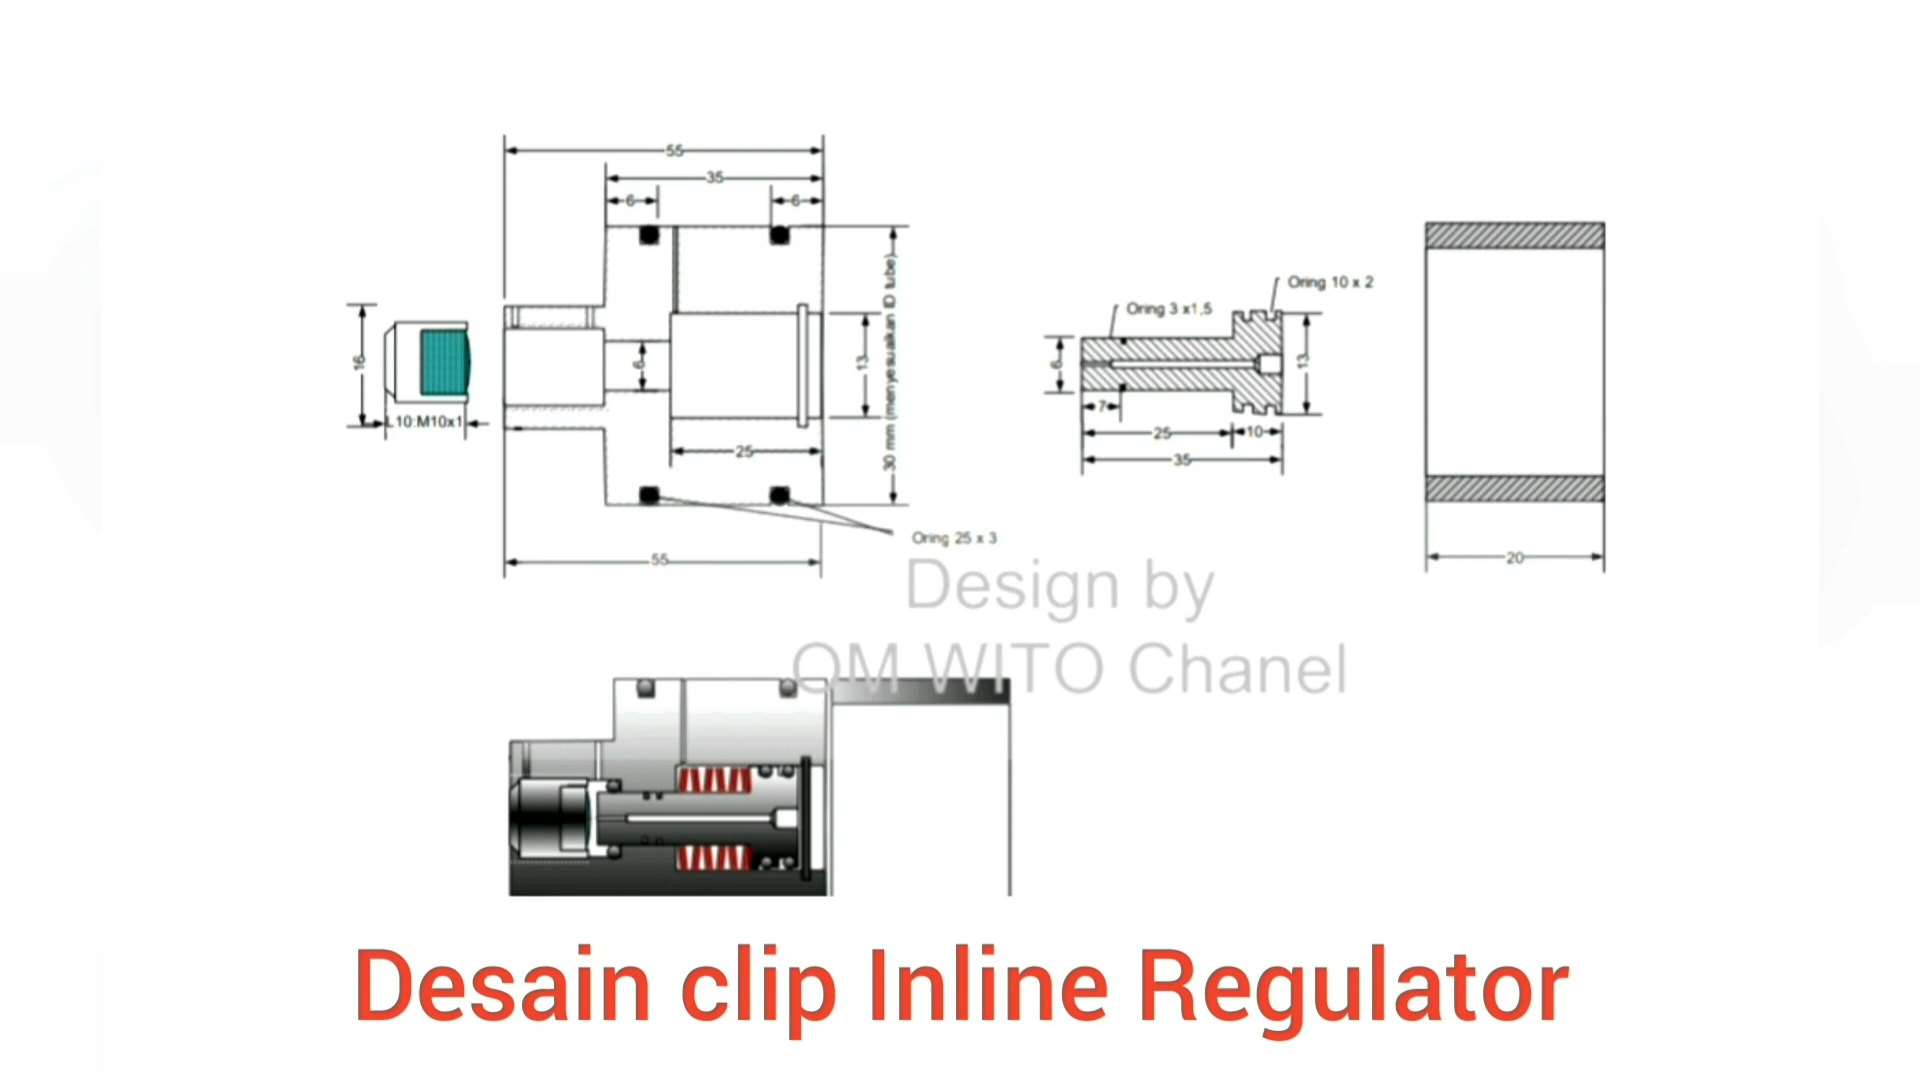 55
35
6
6
16
L10:M10x1
6
25
13
30 mm (menyesuaikan ID tube)
55
Oring 25 x 3
Oring 3 x1,5
Oring 10 x 2
6
13
7
25
10
35
20
Design by
OM WITO Chanel
Desain clip Inline Regulator